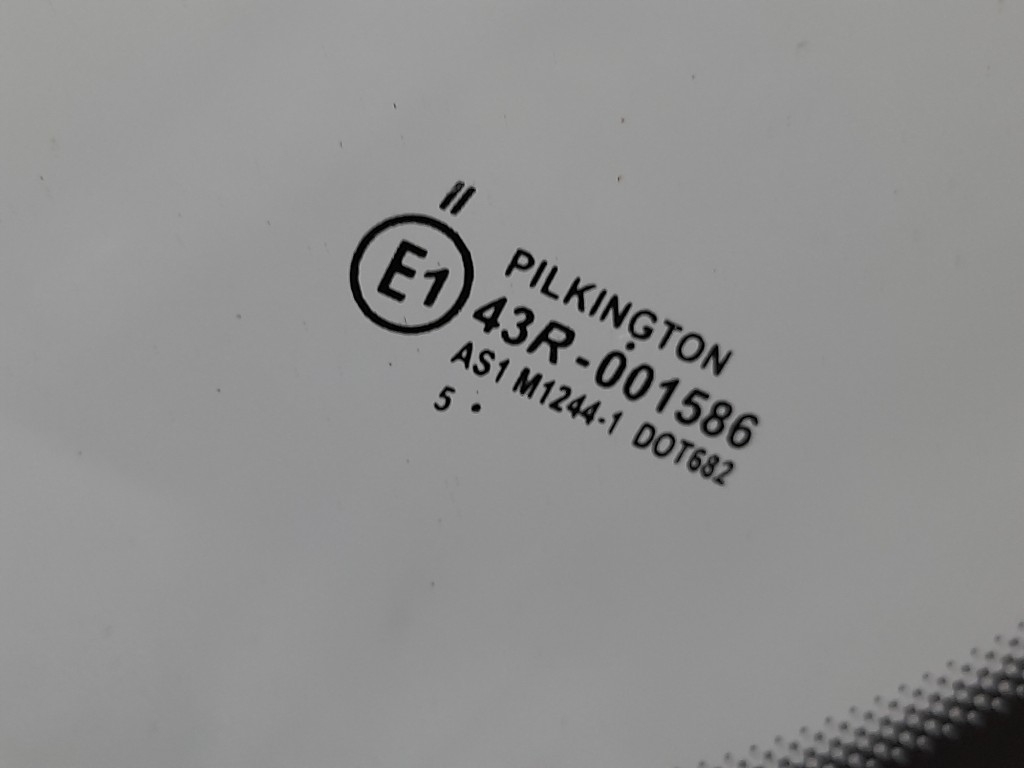 II
E1
PILKINGTON
43R-001586
AS1 M1244-1 DOT682
5 •